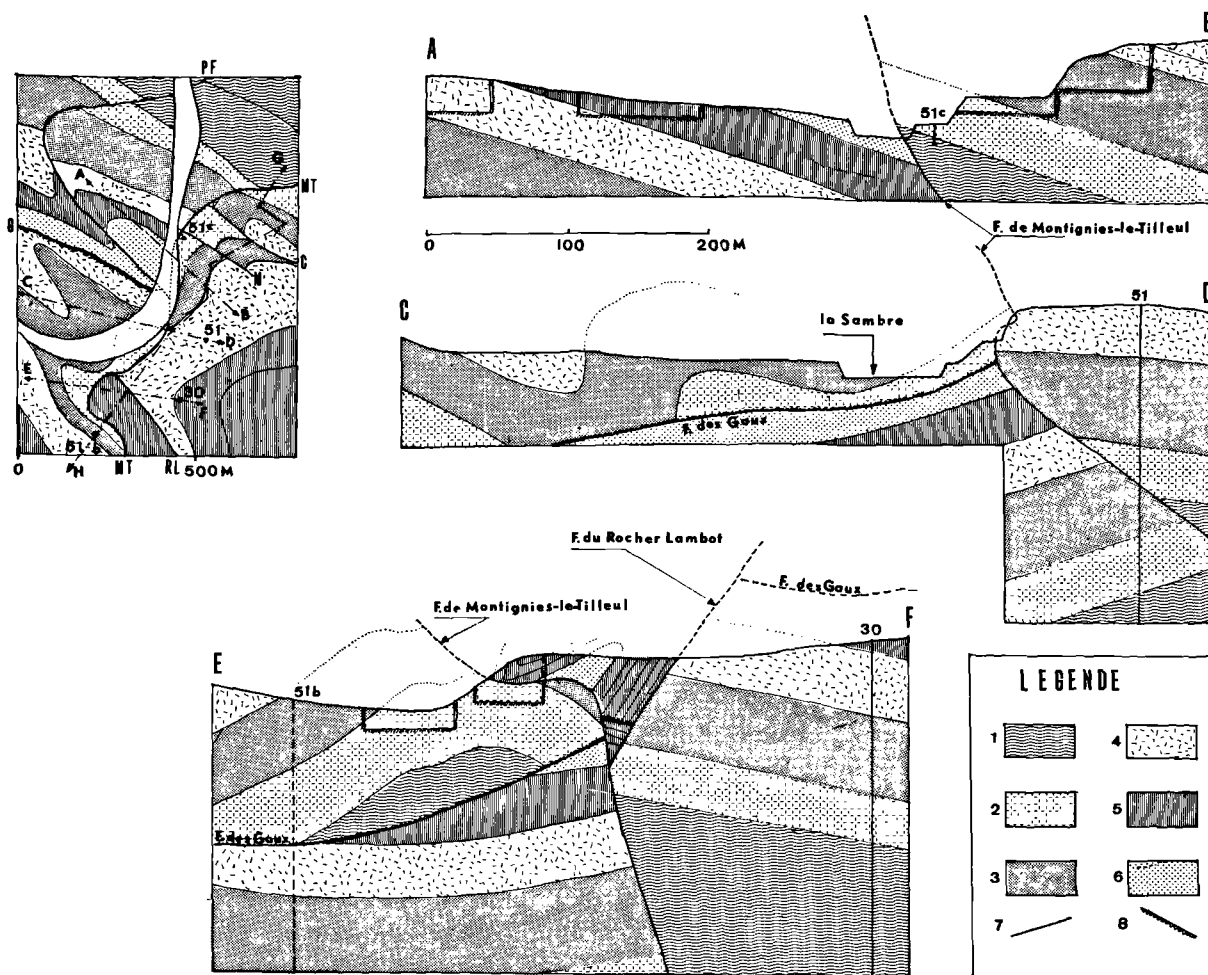 PF
A
G
MT
51c
G
G
C
N
B
51
D
E
30
F
51b
H
0
MT
RL
500M
A
B
51c
0
100
200M
F. de Montignies-le-Tilleul
C
D
la Sambre
51
F. des Gaux
F. du Rocher Lambot
F. des Gaux
F. de Montignies-le-Tilleul
E
F
30
51b
F. des Gaux
LEGENDE
1
4
2
5
3
6
7
8